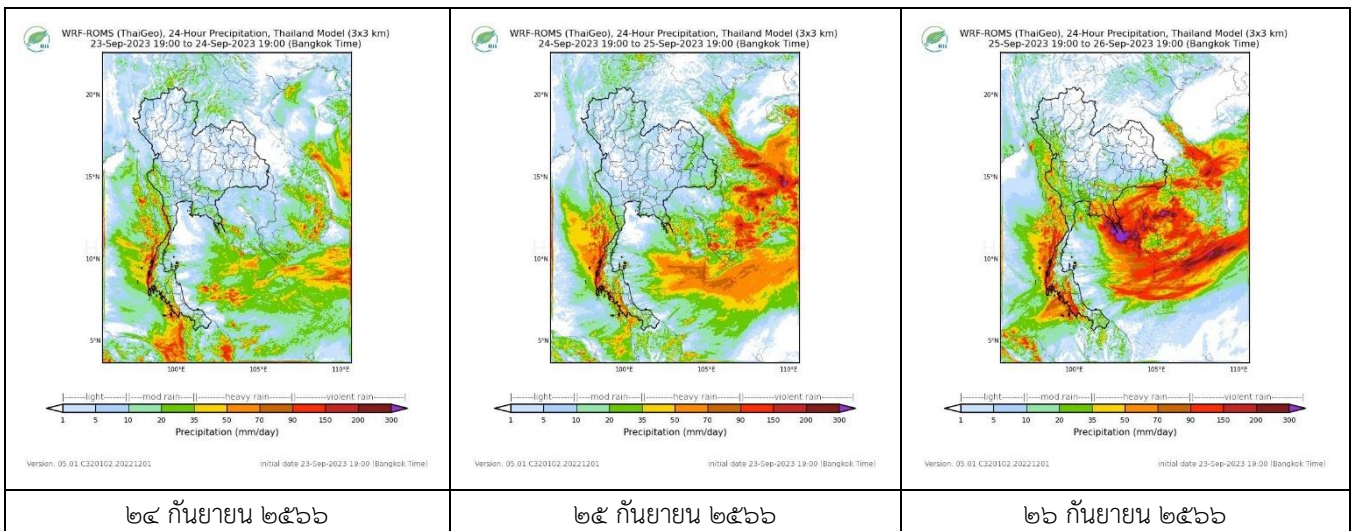 WRF-ROMS (ThaiGeo), 24-Hour Precipitation, Thailand Model (3x3 km)
23-Sep-2023 19:00 to 24-Sep-2023 19:00 (Bangkok Time)
20°N
15°N
10°N
5°N
100°E 105°E 110°E
|-------light-------||---mod.rain---||-------heavy rain-------||-------violent rain-------|
1 5 10 20 35 50 70 90 150 200 300
Precipitation (mm/day)
Version: 05.01.C320102.20221201 initial date 23-Sep-2023 19:00 (Bangkok Time)
๒๔ กันยายน ๒๕๖๖
WRF-ROMS (ThaiGeo), 24-Hour Precipitation, Thailand Model (3x3 km)
24-Sep-2023 19:00 to 25-Sep-2023 19:00 (Bangkok Time)
20°N
15°N
10°N
5°N
100°E 105°E 110°E
|-------light-------||---mod.rain---||-------heavy rain-------||-------violent rain-------|
1 5 10 20 35 50 70 90 150 200 300
Precipitation (mm/day)
Version: 05.01.C320102.20221201 initial date 23-Sep-2023 19:00 (Bangkok Time)
๒๕ กันยายน ๒๕๖๖
WRF-ROMS (ThaiGeo), 24-Hour Precipitation, Thailand Model (3x3 km)
25-Sep-2023 19:00 to 26-Sep-2023 19:00 (Bangkok Time)
20°N
15°N
10°N
5°N
100°E 105°E 110°E
|-------light-------||---mod.rain---||-------heavy rain-------||-------violent rain-------|
1 5 10 20 35 50 70 90 150 200 300
Precipitation (mm/day)
Version: 05.01.C320102.20221201 initial date 23-Sep-2023 19:00 (Bangkok Time)
๒๖ กันยายน ๒๕๖๖